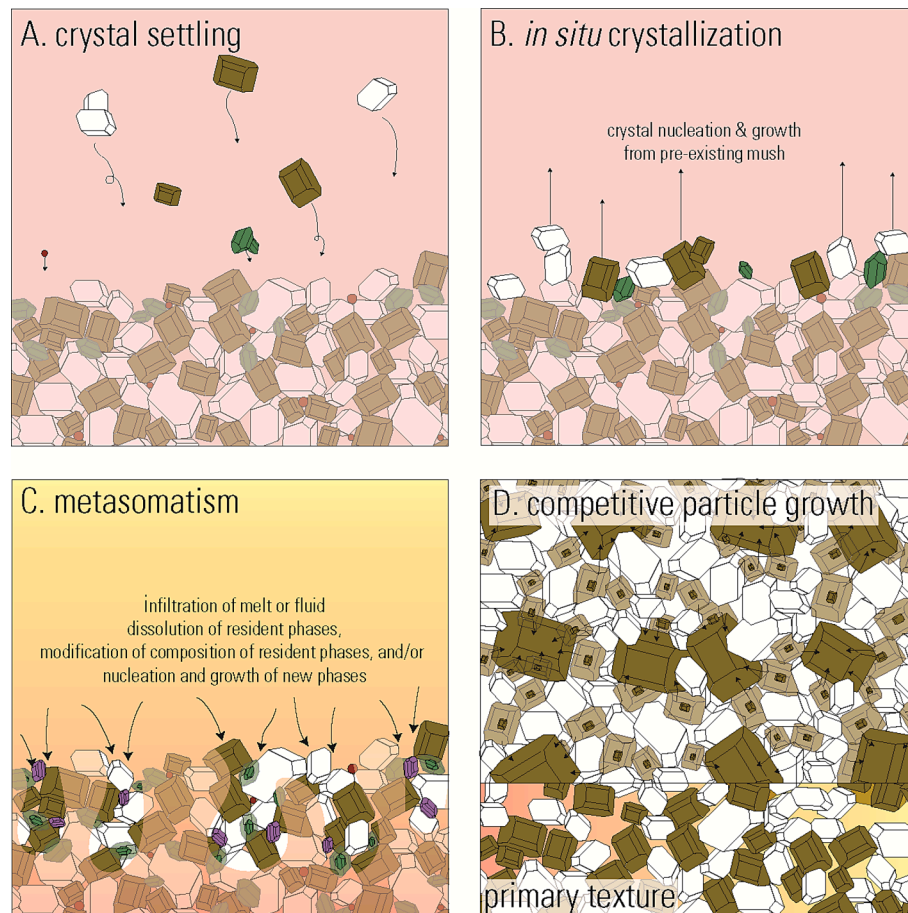 A. crystal settling
B. in situ crystallization
crystal nucleation & growth
from pre-existing mush
C. metasomatism
infiltration of melt or fluid
dissolution of resident phases,
modification of composition of resident phases, and/or
nucleation and growth of new phases
D. competitive particle growth
primary texture